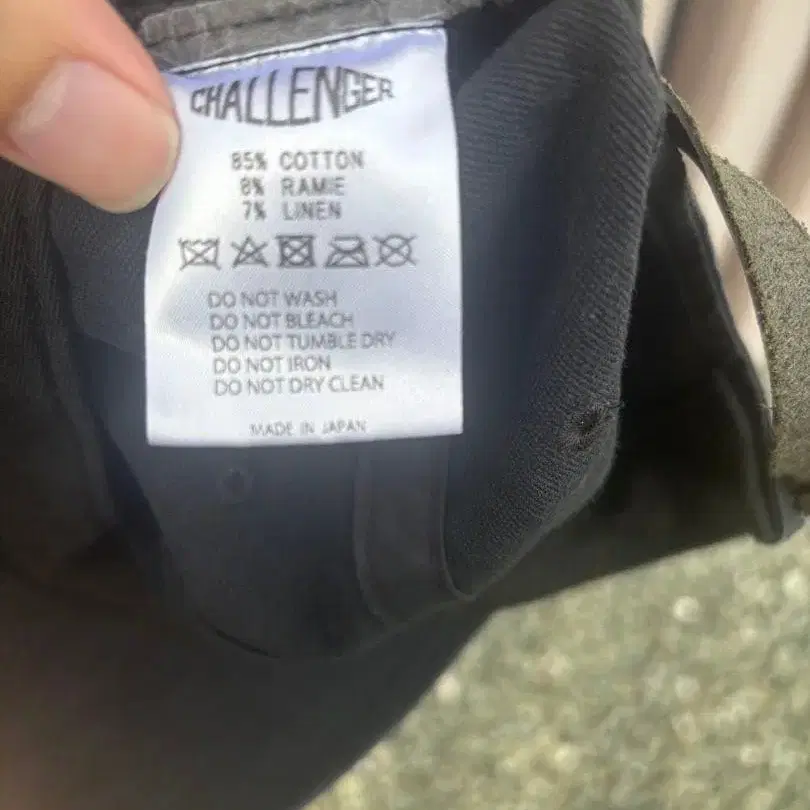 CHALLENGER
85% COTTON
8% RAMIE
7% LINEN
DO NOT WASH
DO NOT BLEACH
DO NOT TUMBLE DRY
DO NOT IRON
DO NOT DRY CLEAN
MADE IN JAPAN